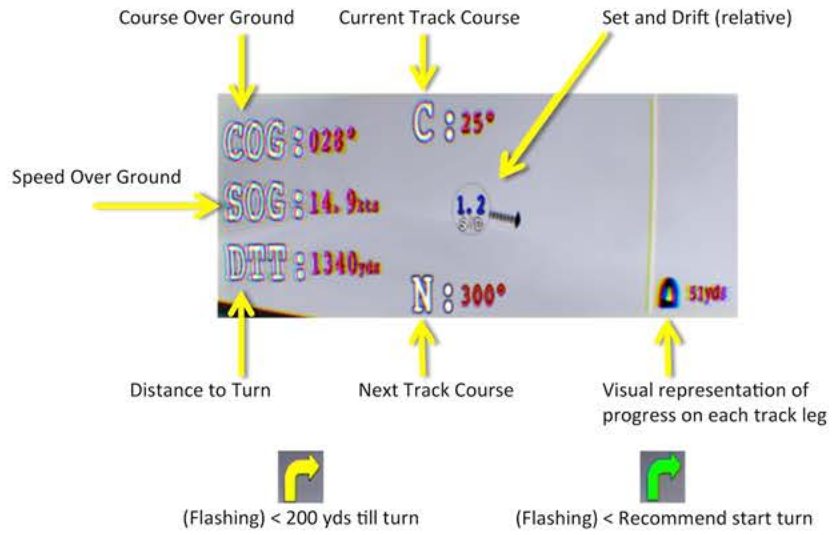 Course Over Ground
Current Track Course
Set and Drift (relative)
COG: 028°
C: 25°
Speed Over Ground
SOG: 14.9kts
1.2
S/D
DTT: 1340yds
N: 300°
51yds
Distance to Turn
Next Track Course
Visual representation of
progress on each track leg
(Flashing) < 200 yds till turn
(Flashing) < Recommend start turn